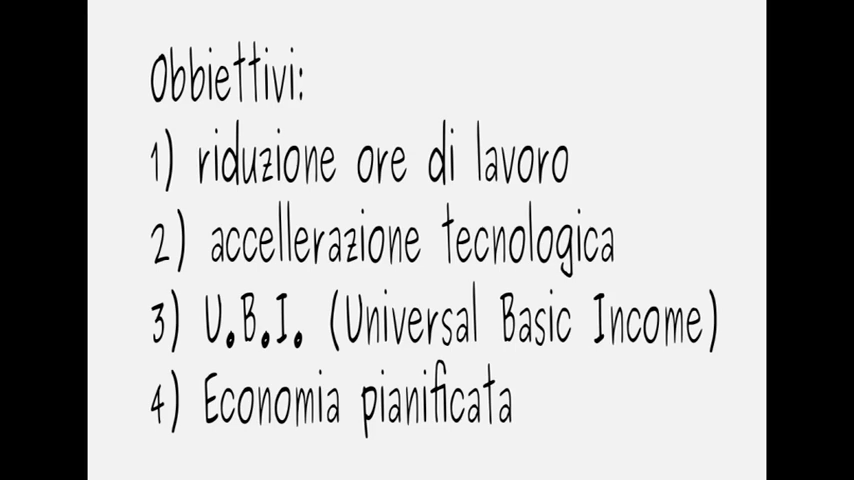 Obbiettivi:
1) riduzione ore di lavoro
2) accellerazione tecnologica
3) U.B.I. (Universal Basic Income)
4) Economia pianificata